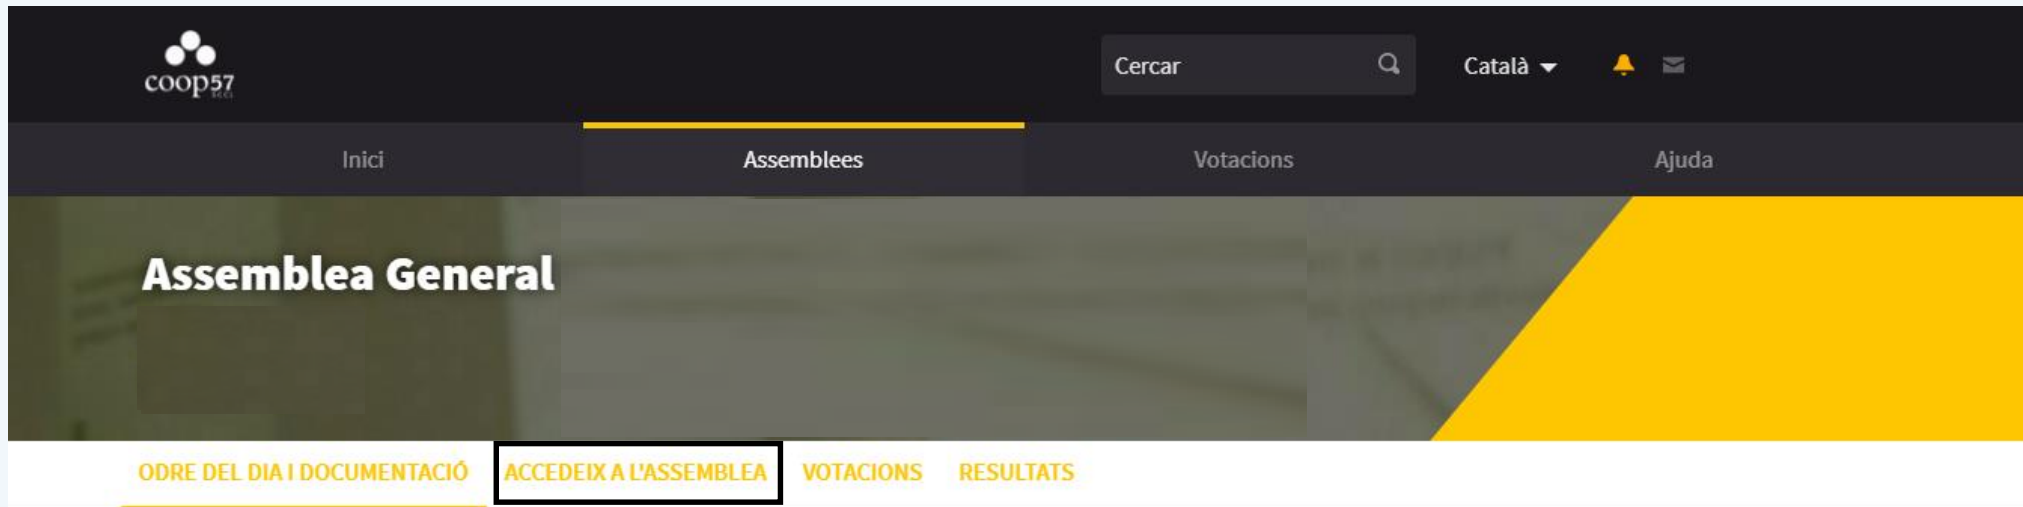 coop57
Cercar
Català
Inici
Assemblees
Votacions
Ajuda
Assemblea General
ODRE DEL DIA I DOCUMENTACIÓ
ACCEDEIX A L'ASSEMBLEA
VOTACIONS
RESULTATS